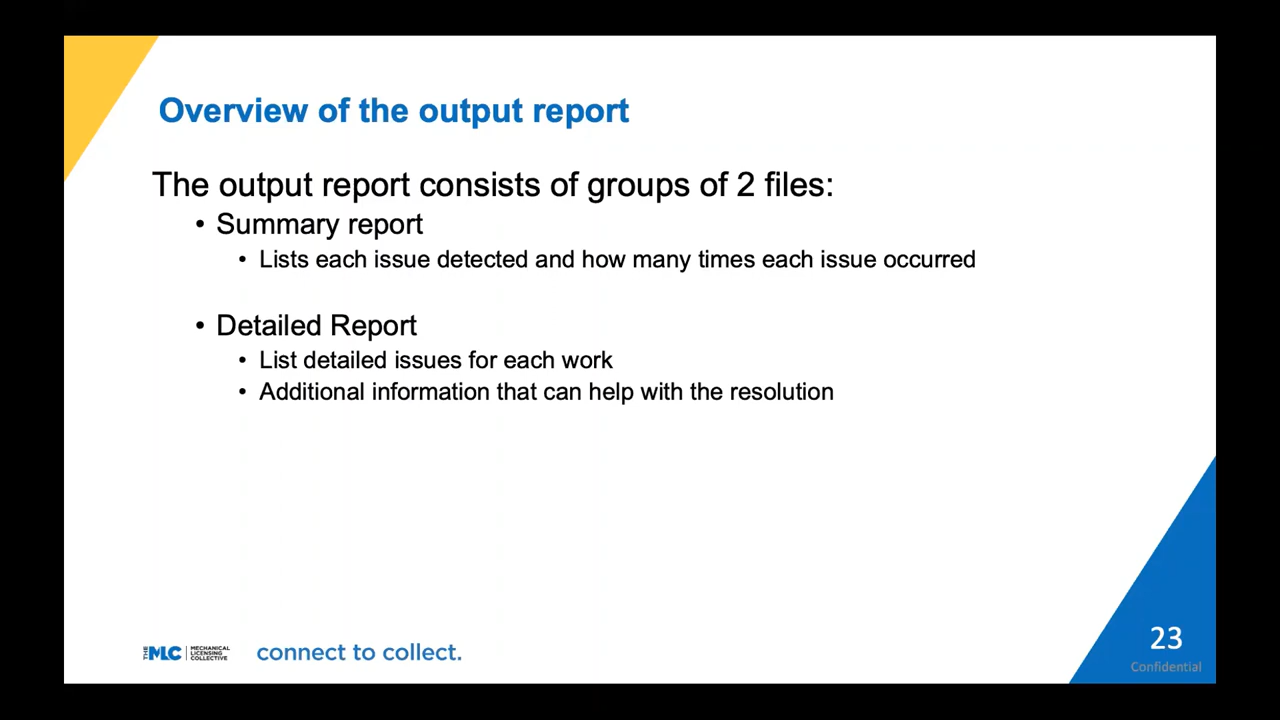 Overview of the output report
The output report consists of groups of 2 files:
• Summary report
• Lists each issue detected and how many times each issue occurred
• Detailed Report
• List detailed issues for each work
• Additional information that can help with the resolution
THE MLC | MECHANICAL
LICENSING
COLLECTIVE
connect to collect.
23
Confidential